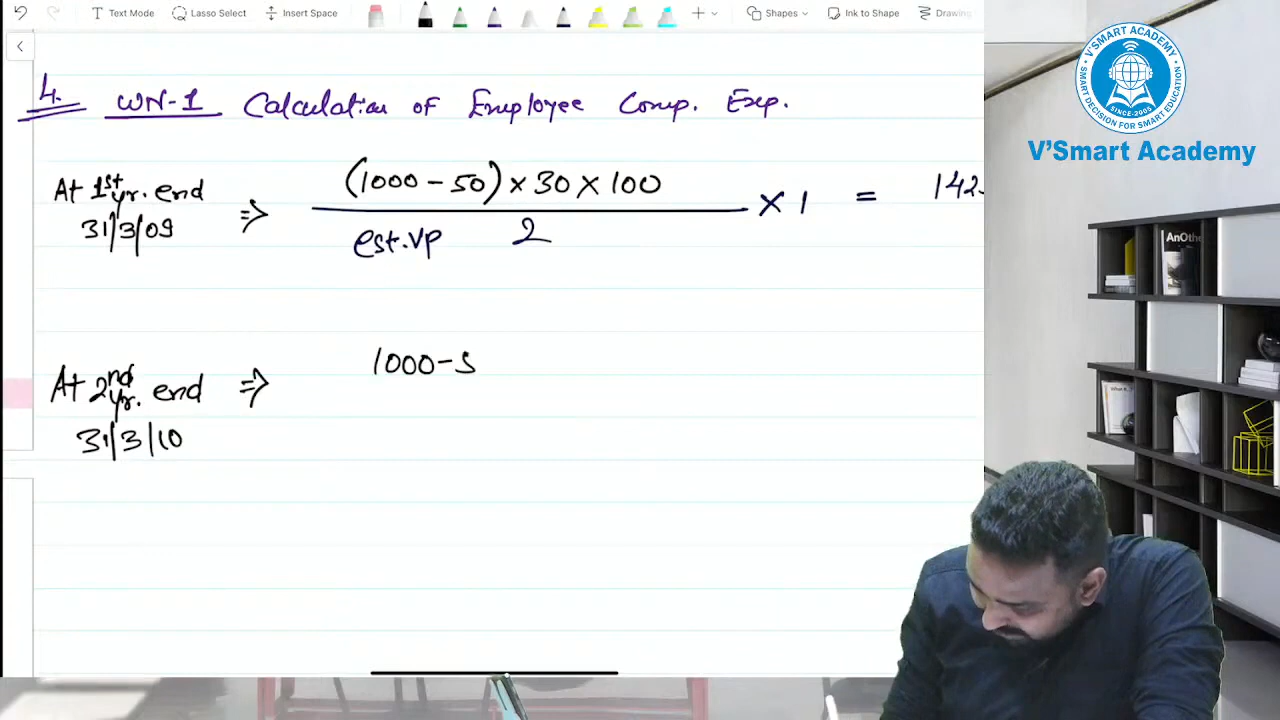 Text Mode Lasso Select Insert Space Shapes Ink to Shape Drawing
4. WN-1 Calculation of Employee Comp. Exp.
At 1st yr. end ⇒ (1000 - 50) × 30 × 100 × 1 = 142
31/3/09 est.vp 2
At 2nd yr. end ⇒ 1000-5
31/3/10
V'SMART ACADEMY
SMART DECISION FOR SMART EDUCATION
SINCE-2005
V'Smart Academy
AnOthe